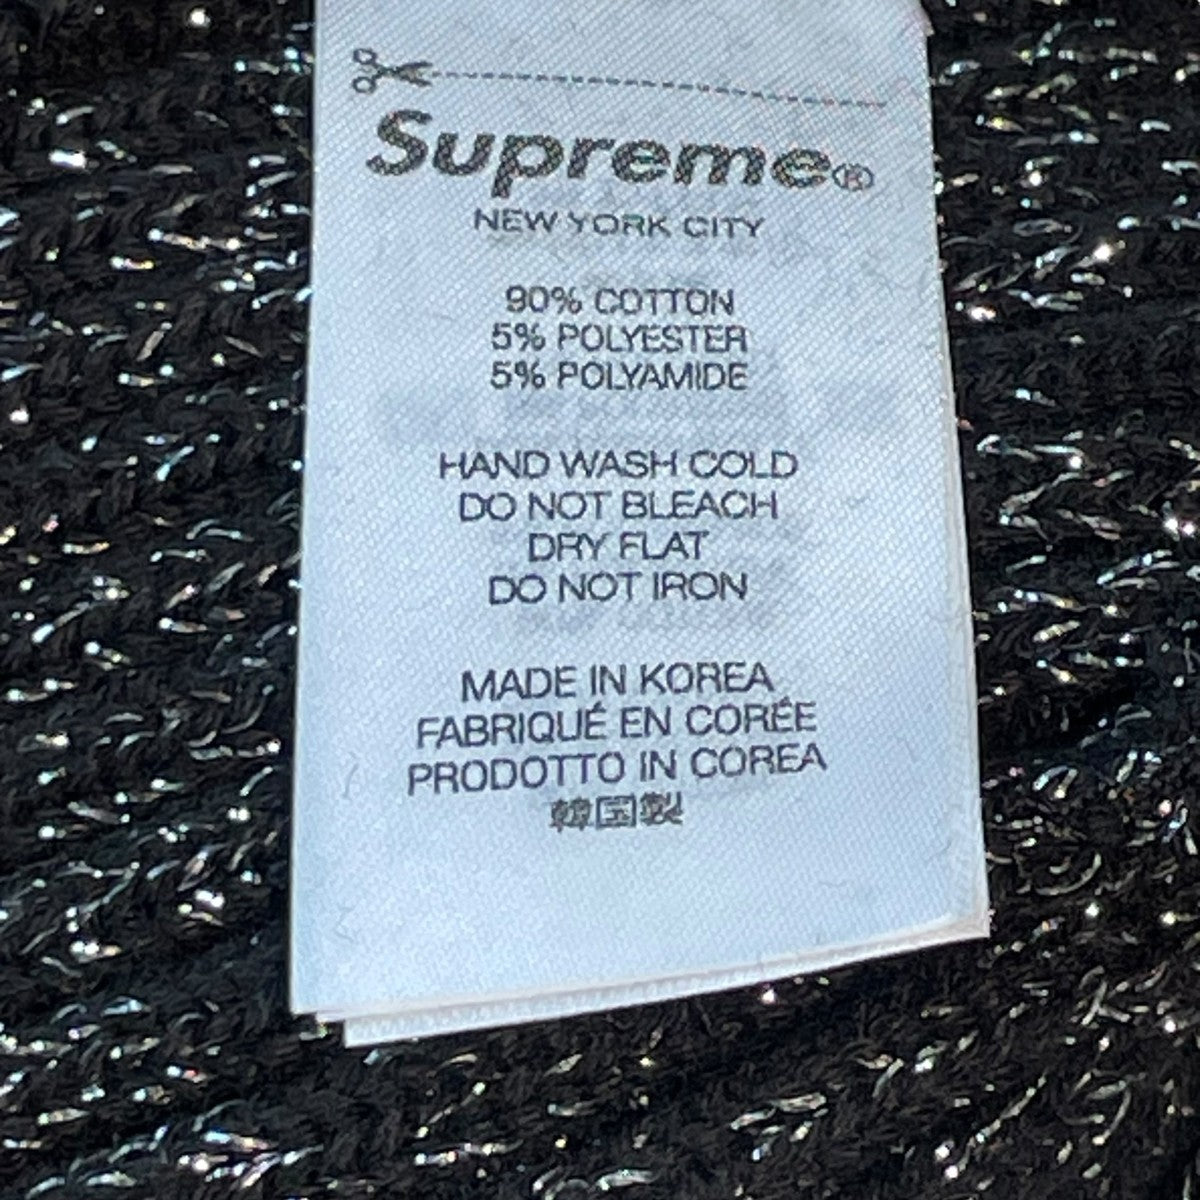 Supreme®
NEW YORK CITY
90% COTTON
5% POLYESTER
5% POLYAMIDE
HAND WASH COLD
DO NOT BLEACH
DRY FLAT
DO NOT IRON
MADE IN KOREA
FABRIQUÉ EN CORÉE
PRODOTTO IN COREA
韓国製